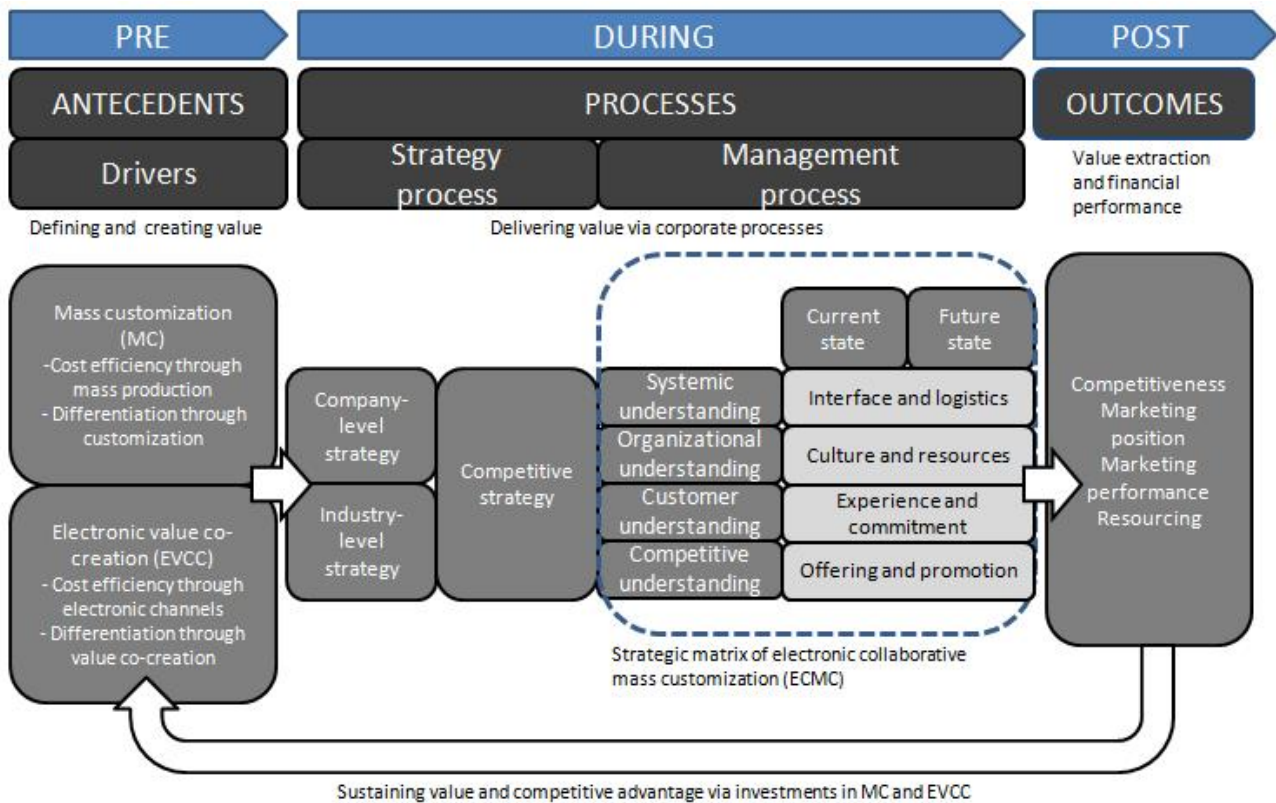 PRE
DURING
POST
ANTECEDENTS
PROCESSES
OUTCOMES
Drivers
Strategy
process
Management
process
Value extraction
and financial
performance
Defining and creating value
Delivering value via corporate processes
Mass customization
(MC)
-Cost efficiency through
mass production
- Differentiation through
customization
Electronic value co-
creation (EVCC)
- Cost efficiency through
electronic channels
- Differentiation through
value co-creation
Company-
level
strategy
Industry-
level
strategy
Competitive
strategy
Current
state
Future
state
Systemic
understanding
Interface and logistics
Organizational
understanding
Culture and resources
Customer
understanding
Experience and
commitment
Competitive
understanding
Offering and promotion
Strategic matrix of electronic collaborative
mass customization (ECMC)
Competitiveness
Marketing
position
Marketing
performance
Resourcing
Sustaining value and competitive advantage via investments in MC and EVCC